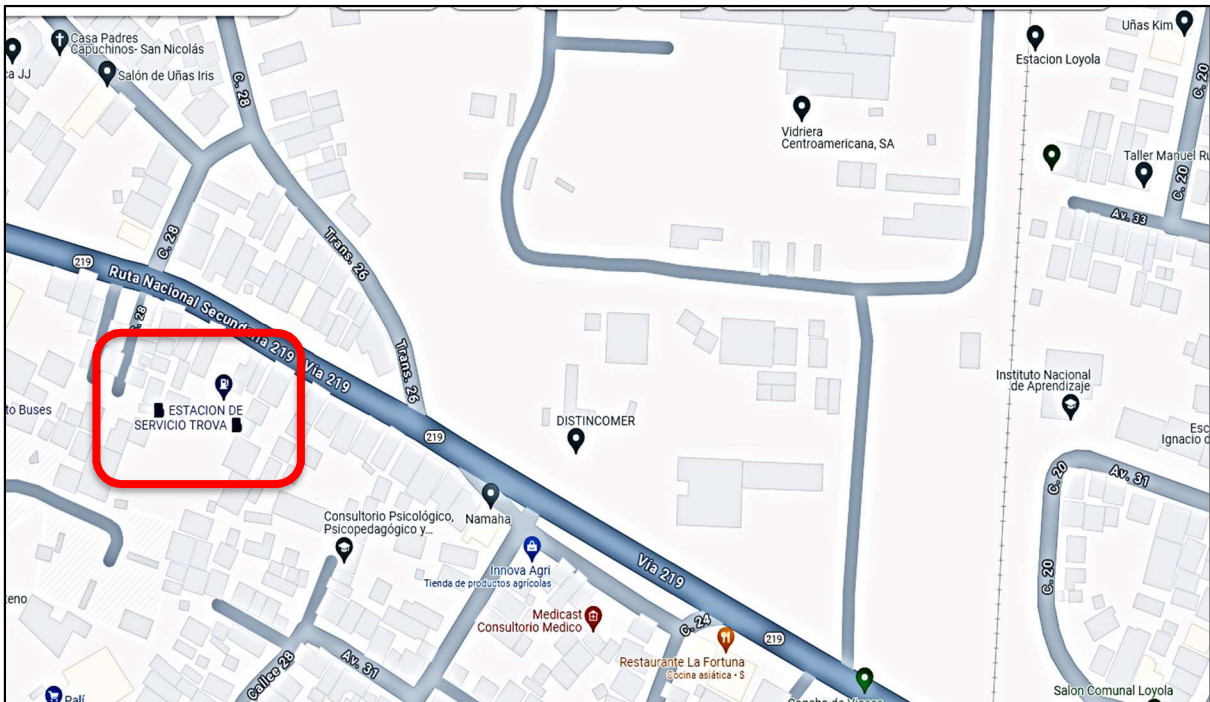 Casa Padres
Capuchinos- San Nicolás
Uñas Kim
Estacion Loyola
ca JJ
Salón de Uñas Iris
C. 28
C. 20
Vidriera
Centroamericana, SA
Taller Manuel Ru
C. 20
Av. 33
C. 28
Trans. 26
219
Ruta Nacional Secundaria 219
Vía 219
C. 28
Trans. 26
Instituto Nacional
de Aprendizaje
to Buses
ESTACION DE
SERVICIO TROVA
DISTINCOMER
219
Esc
Ignacio d
C. 20
Av. 31
Consultorio Psicológico,
Psicopedagógico y...
Namaha
Innova Agri
Tienda de productos agrícolas
Vía 219
C. 20
eno
Medicast
Consultorio Medico
C. 24
219
Restaurante La Fortuna
Cocina asiática • $
Av. 31
Callee 28
Palí
Salon Comunal Loyola